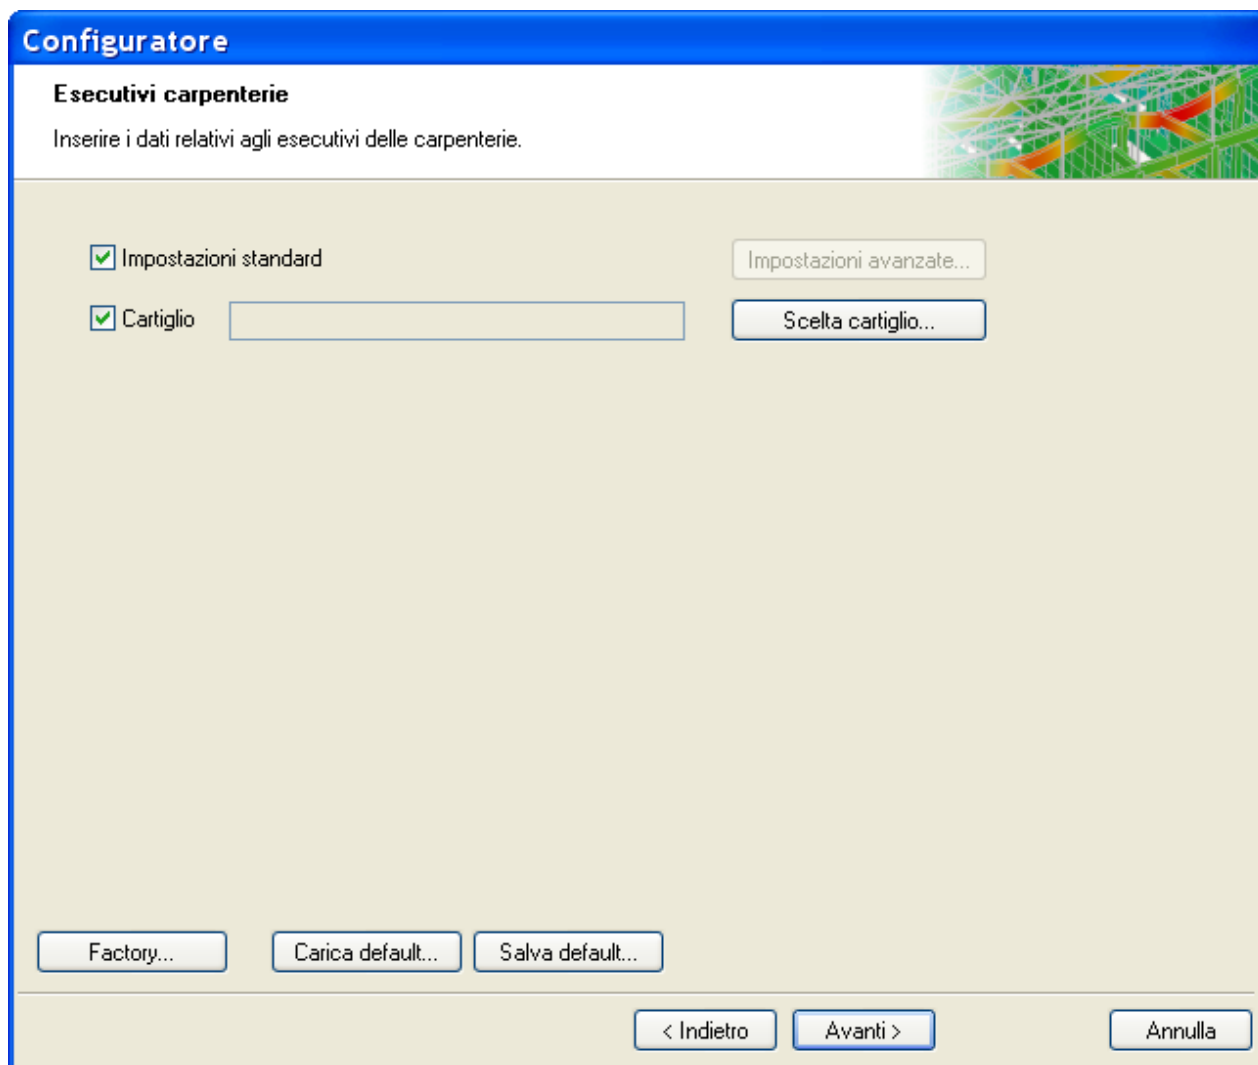 Configuratore
Esecutivi carpenterie
Inserire i dati relativi agli esecutivi delle carpenterie.
Impostazioni standard
Impostazioni avanzate...
Cartiglio
Scelta cartiglio...
Factory...
Carica default...
Salva default...
< Indietro
Avanti >
Annulla